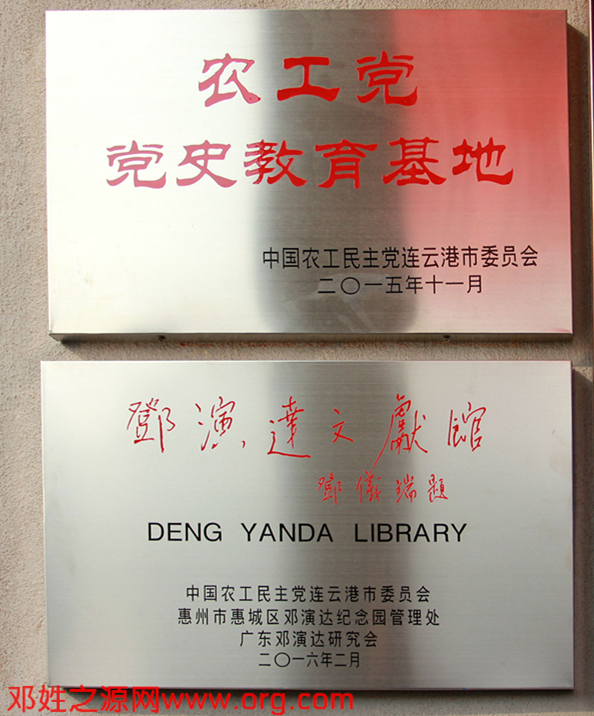 农工党
党史教育基地
中国农工民主党连云港市委员会
二〇一五年十一月
鄧演達文獻館
鄧儀瑞題
DENG YANDA LIBRARY
中国农工民主党连云港市委员会
惠州市惠城区邓演达纪念园管理处
广东邓演达研究会
二〇一六年二月
邓姓之源网www.org.com